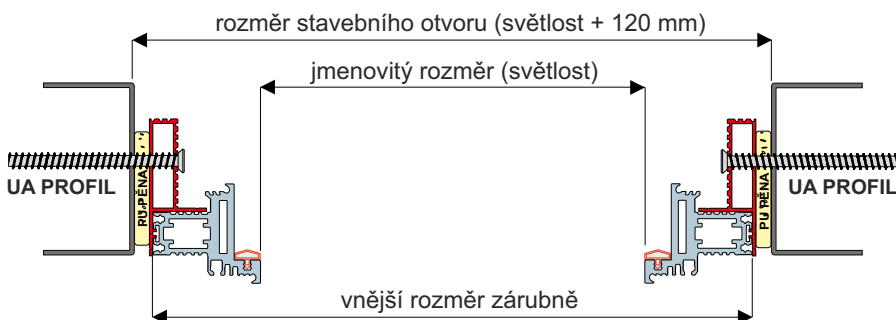 rozměr stavebního otvoru (světlost + 120 mm)
jmenovitý rozměr (světlost)
UA PROFIL
PU PĚNA
PU PĚNA
UA PROFIL
vnější rozměr zárubně